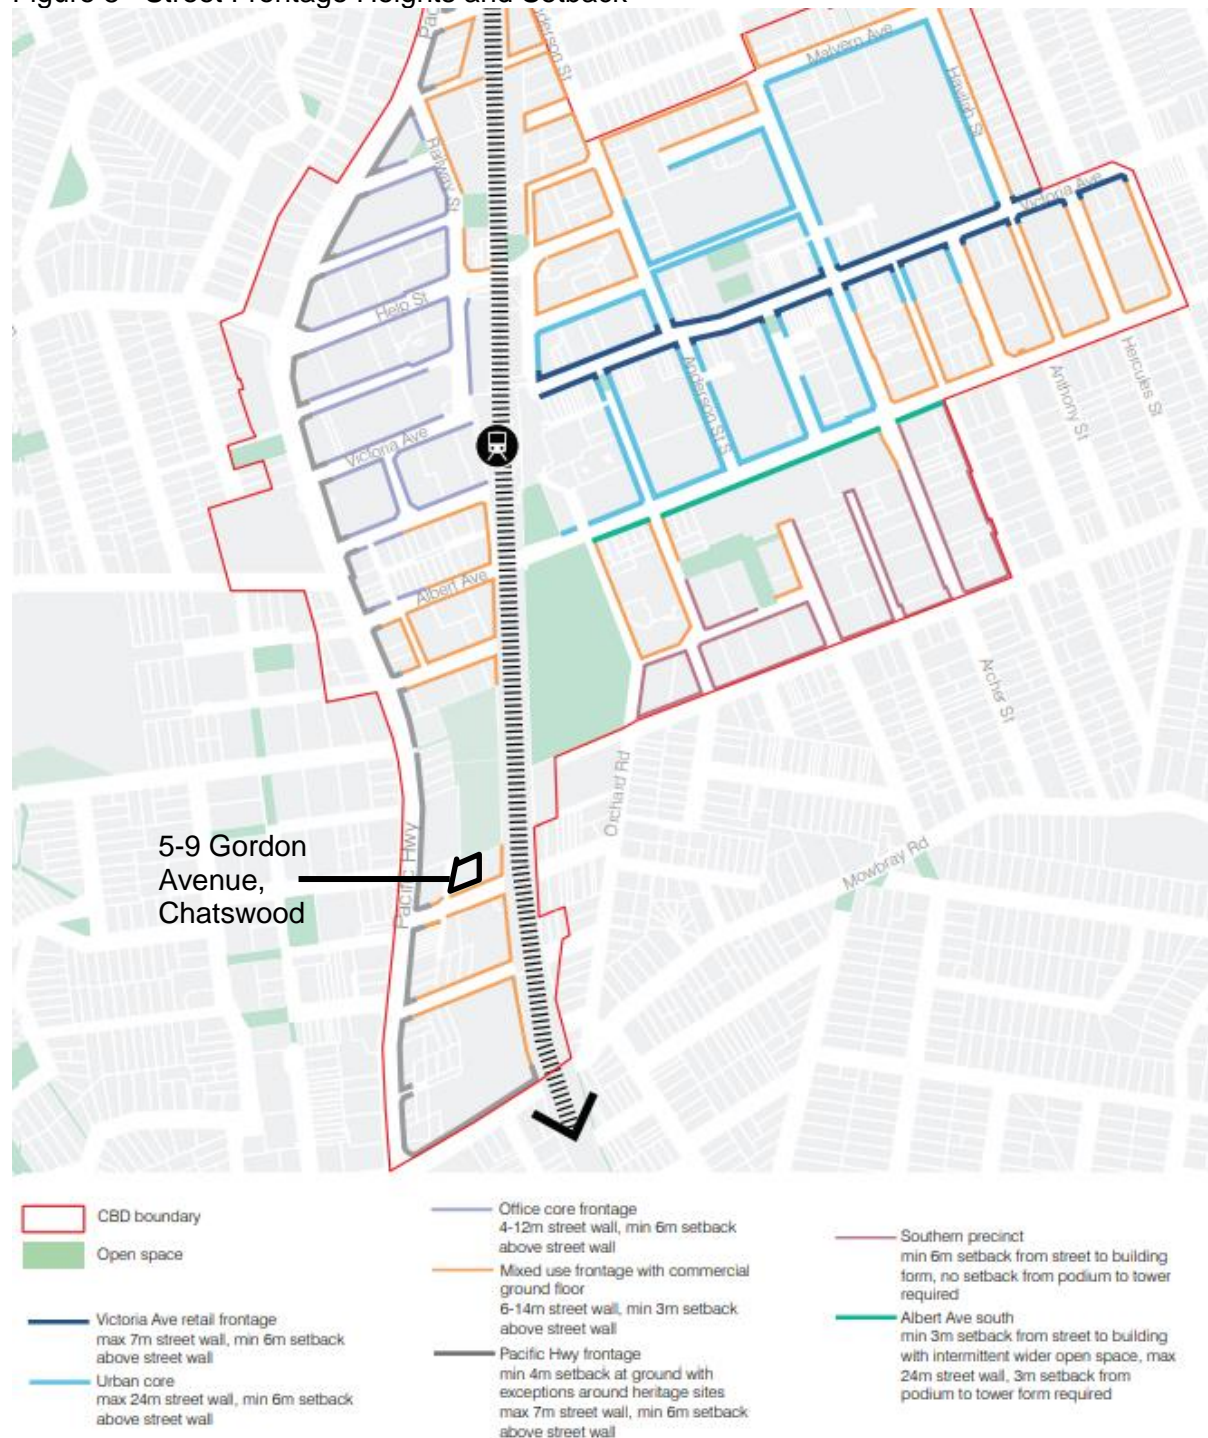 Figure 3 - Street Frontage Heights and Setback
Pac
derson St
Malvern Ave
Havilah St
Railway St
Victoria Ave
Help St
Hercules St
Anthony St
Anderson St S
Victoria Ave
Albert Ave
Archer St
Orchard Rd
5-9 Gordon
Avenue,
Chatswood
Pacific Hwy
Mowbray Rd
CBD boundary
Open space
Victoria Ave retail frontage
max 7m street wall, min 6m setback
above street wall
Urban core
max 24m street wall, min 6m setback
above street wall
Office core frontage
4-12m street wall, min 6m setback
above street wall
Mixed use frontage with commercial
ground floor
6-14m street wall, min 3m setback
above street wall
Pacific Hwy frontage
min 4m setback at ground with
exceptions around heritage sites
max 7m street wall, min 6m setback
above street wall
Southern precinct
min 6m setback from street to building
form, no setback from podium to tower
required
Albert Ave south
min 3m setback from street to building
with intermittent wider open space, max
24m street wall, 3m setback from
podium to tower form required